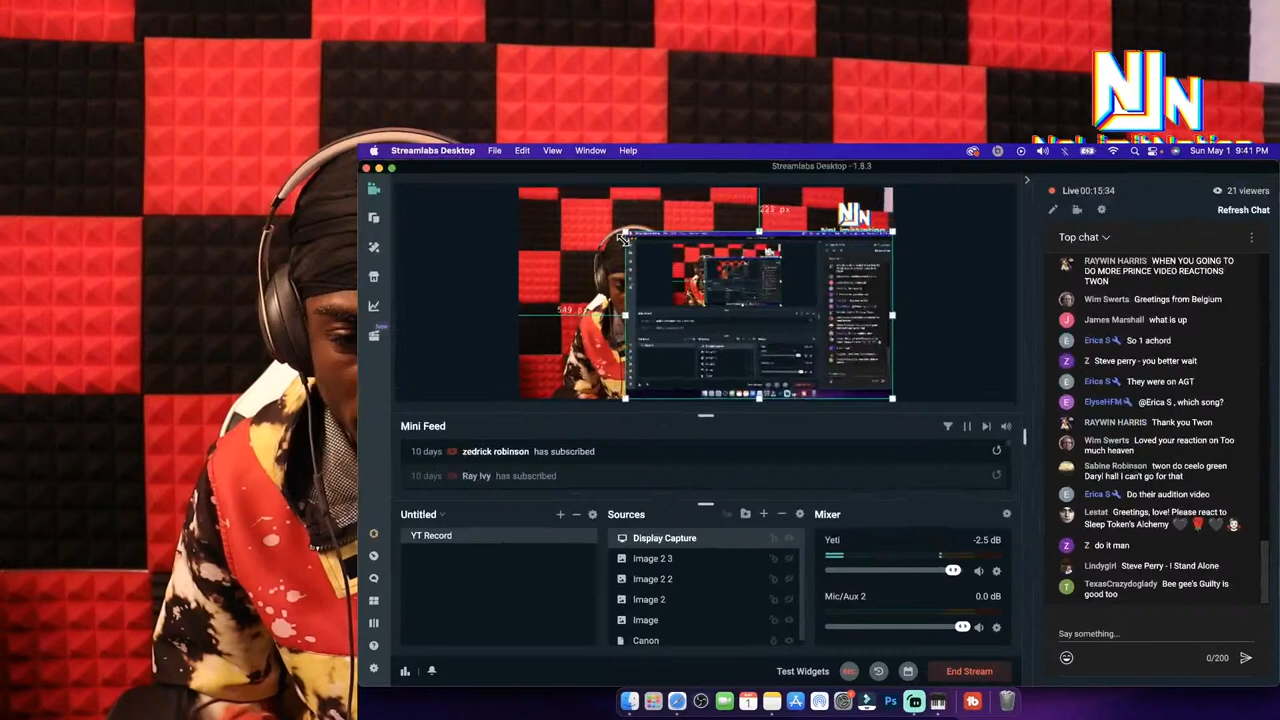 NJN
Streamlabs Desktop File Edit View Window Help
Sun May 1 9:41 PM
Streamlabs Desktop - 1.8.3
Live 00:15:34
21 viewers
Refresh Chat
Top chat
223 px
549 px
New
RAYWIN HARRIS WHEN YOU GOING TO
DO MORE PRINCE VIDEO REACTIONS
TWON
Wim Swerts Greetings from Belgium
James Marshall what is up
Erica S So 1 achord
Z Steve perry - you better wait
Erica S They were on AGT
ElyseHFM @Erica S , which song?
RAYWIN HARRIS Thank you Twon
Wim Swerts Loved your reaction on Too
much heaven
Sabine Robinson twon do ceelo green
Daryl hall I can't go for that
Erica S Do their audition video
Lestat Greetings, love! Please react to
Sleep Token's Alchemy
Z do it man
Lindygirl Steve Perry - I Stand Alone
TexasCrazydoglady Bee gee's Guilty is
good too
Say something...
0/200
Mini Feed
10 days zedrick robinson has subscribed
10 days Ray Ivy has subscribed
Untitled
YT Record
Sources
Display Capture
Image 2 3
Image 2 2
Image 2
Image
Canon
Mixer
Yeti -2.5 dB
Mic/Aux 2 0.0 dB
Test Widgets
REC
End Stream
Ps
tb